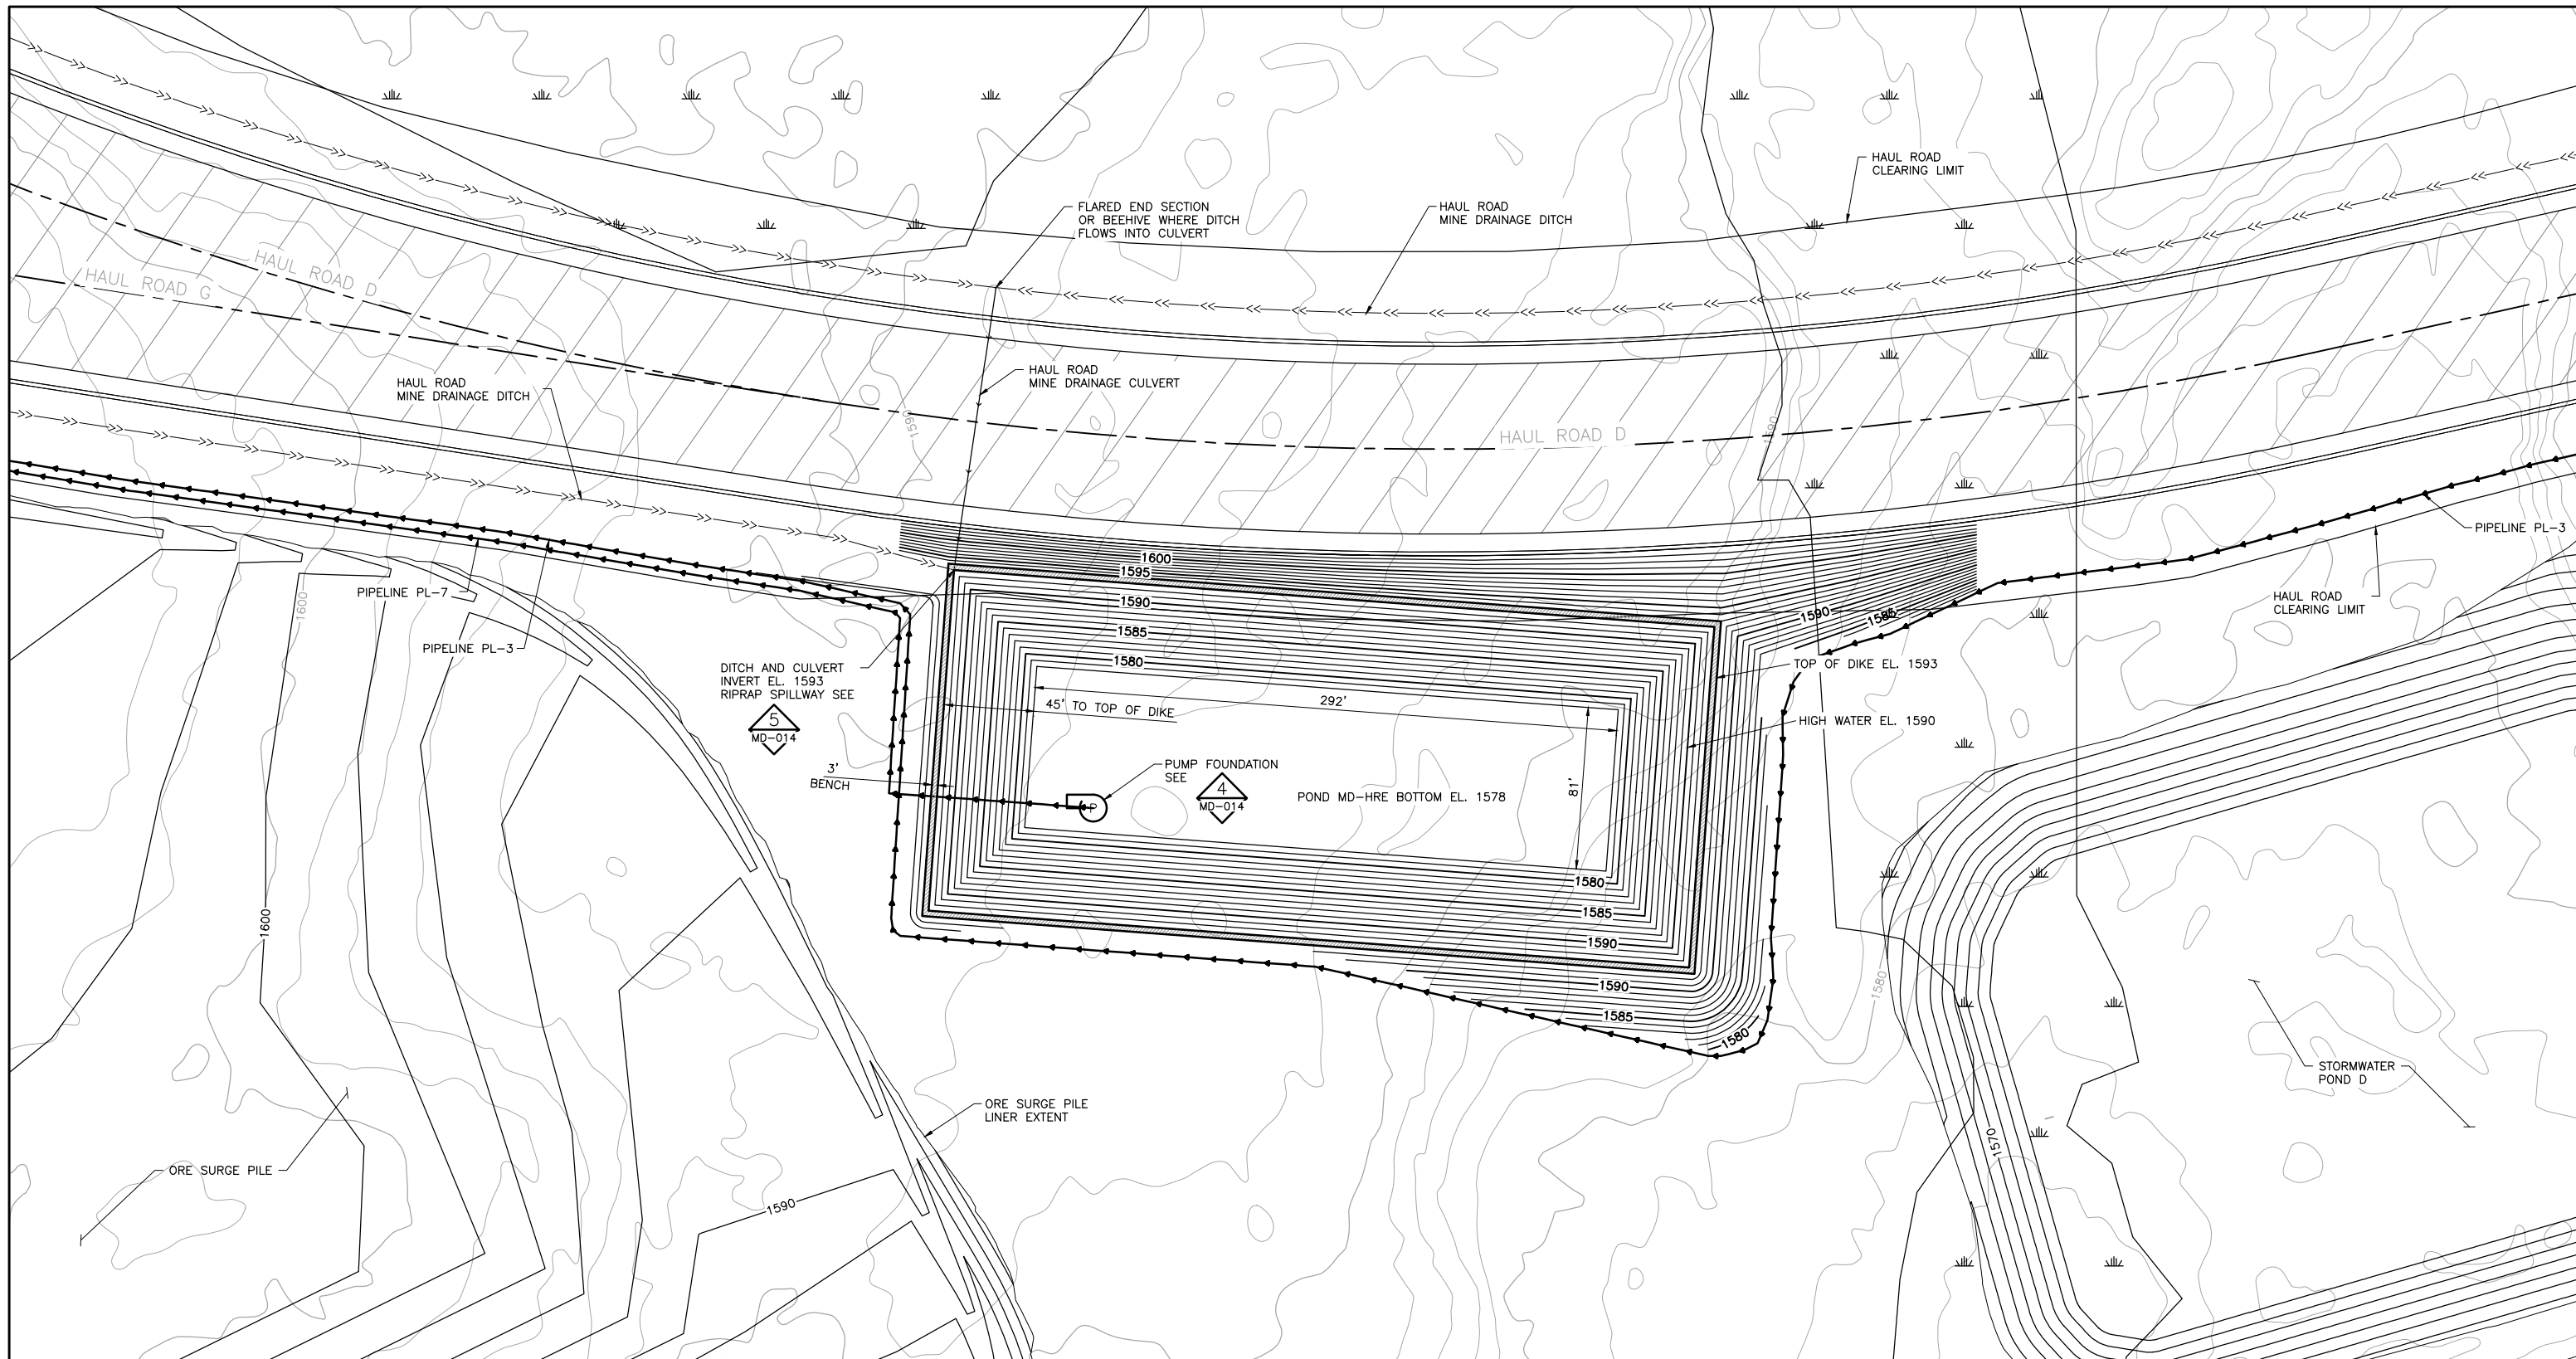 HAUL ROAD
CLEARING LIMIT
FLARED END SECTION
OR BEEHIVE WHERE DITCH
FLOWS INTO CULVERT
HAUL ROAD
MINE DRAINAGE DITCH
HAUL ROAD D
HAUL ROAD G
HAUL ROAD
MINE DRAINAGE DITCH
HAUL ROAD
MINE DRAINAGE CULVERT
1590
1590
HAUL ROAD D
PIPELINE PL-3
1600
1595
1590
1585
1580
1590
1585
HAUL ROAD
CLEARING LIMIT
PIPELINE PL-7
1600
PIPELINE PL-3
DITCH AND CULVERT
INVERT EL. 1593
RIPRAP SPILLWAY SEE
5
MD-014
TOP OF DIKE EL. 1593
292'
45' TO TOP OF DIKE
HIGH WATER EL. 1590
3'
BENCH
PUMP FOUNDATION
SEE
4
MD-014
P
POND MD-HRE BOTTOM EL. 1578
81'
1580
1585
1590
1600
1590
1585
1580
1580
STORMWATER
POND D
ORE SURGE PILE
LINER EXTENT
1570
ORE SURGE PILE
1590